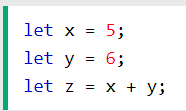 let x = 5;
let y = 6;
let z = x + y;